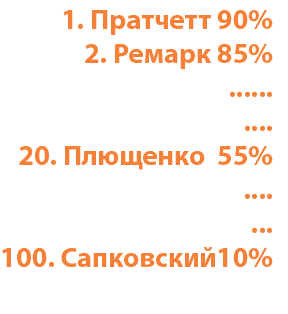 1. Пратчетт 90%
2. Ремарк 85%
......
....
20. Плющенко 55%
....
...
100. Сапковский10%